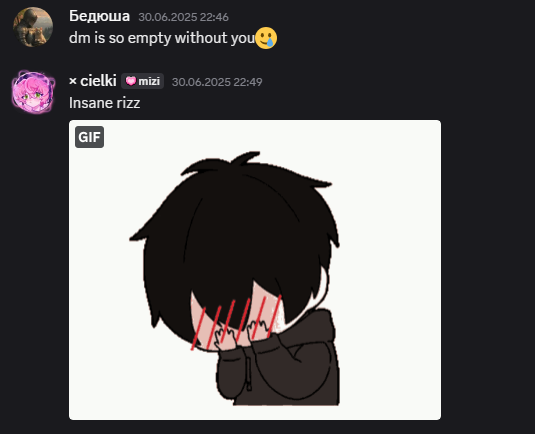 Бедюша 30.06.2025 22:46
dm is so empty without you🥲
× cielki mizi 30.06.2025 22:49
Insane rizz
GIF